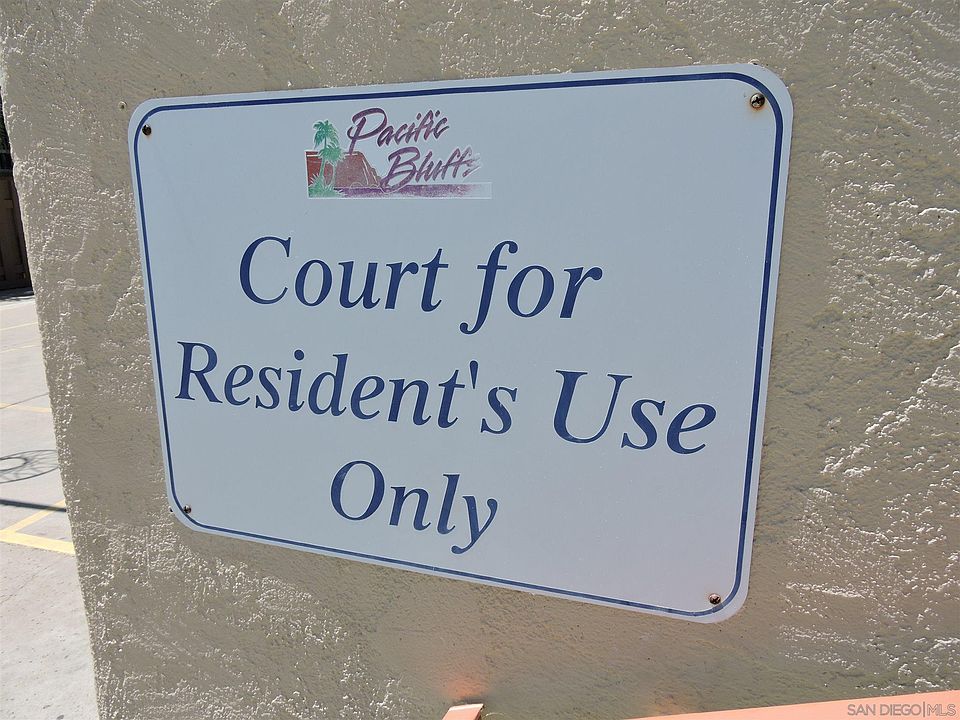 Pacific
Bluffs
Court for
Resident's Use
Only
SAN DIEGO|MLS